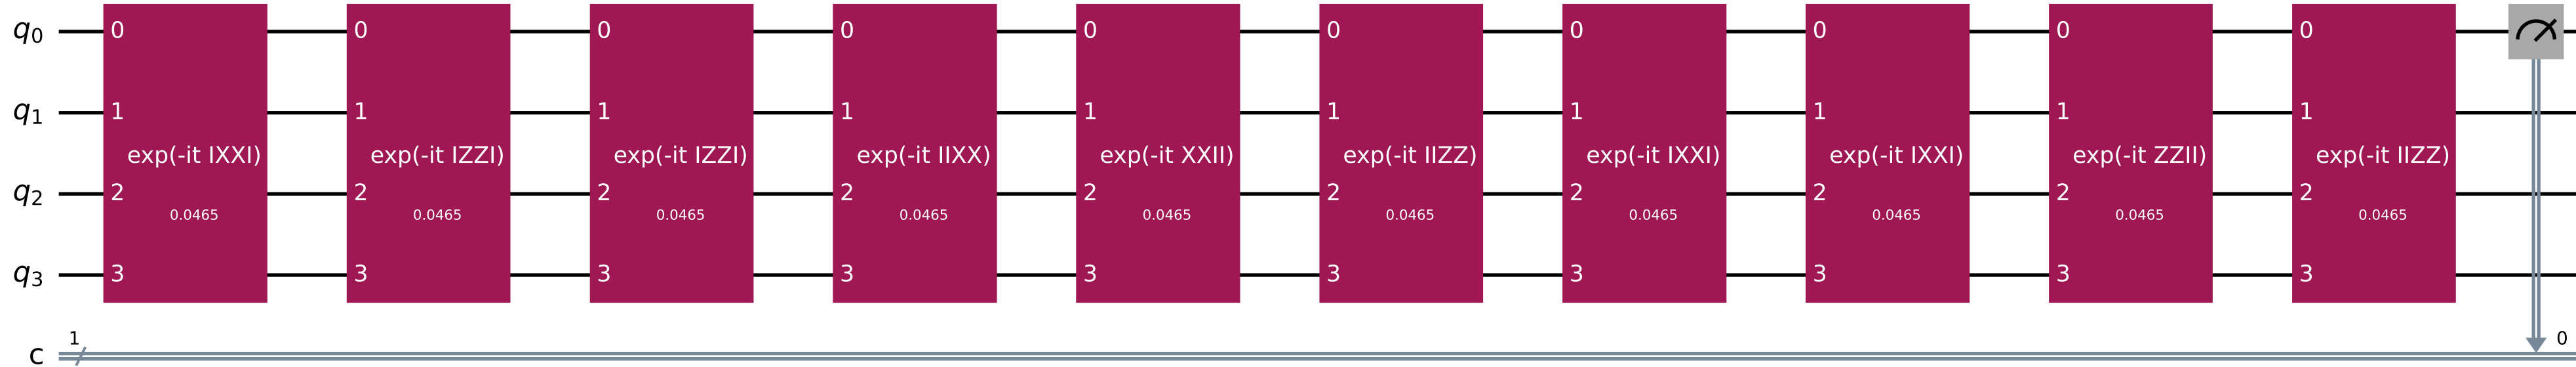 q0 0 0 0 0 0 0 0 0 0 0
q1 1 1 1 1 1 1 1 1 1 1
exp(-it IXXI) exp(-it IZZI) exp(-it IZZI) exp(-it IIXX) exp(-it XXII) exp(-it IIZZ) exp(-it IXXI) exp(-it IXXI) exp(-it ZZII) exp(-it IIZZ)
q2 2 2 2 2 2 2 2 2 2 2
0.0465 0.0465 0.0465 0.0465 0.0465 0.0465 0.0465 0.0465 0.0465 0.0465
q3 3 3 3 3 3 3 3 3 3 3
1 0
c